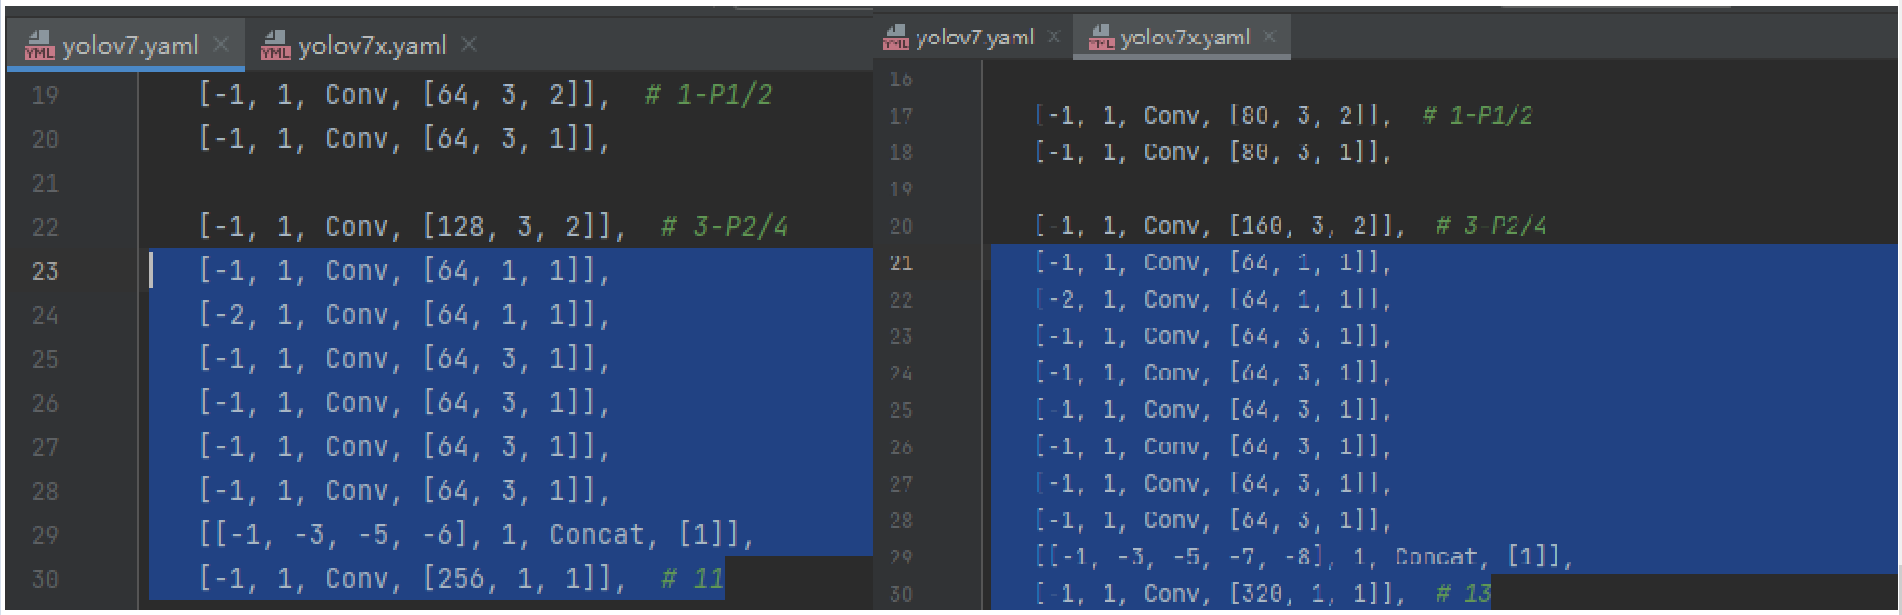 yolov7.yaml yolov7x.yaml
19 [-1, 1, Conv, [64, 3, 2]], # 1-P1/2
20 [-1, 1, Conv, [64, 3, 1]],
21
22 [-1, 1, Conv, [128, 3, 2]], # 3-P2/4
23 [-1, 1, Conv, [64, 1, 1]],
24 [-2, 1, Conv, [64, 1, 1]],
25 [-1, 1, Conv, [64, 3, 1]],
26 [-1, 1, Conv, [64, 3, 1]],
27 [-1, 1, Conv, [64, 3, 1]],
28 [-1, 1, Conv, [64, 3, 1]],
29 [[-1, -3, -5, -6], 1, Concat, [1]],
30 [-1, 1, Conv, [256, 1, 1]], # 11
yolov7.yaml yolov7x.yaml
16
17 [-1, 1, Conv, [80, 3, 2]], # 1-P1/2
18 [-1, 1, Conv, [80, 3, 1]],
19
20 [-1, 1, Conv, [160, 3, 2]], # 3-P2/4
21 [-1, 1, Conv, [64, 1, 1]],
22 [-2, 1, Conv, [64, 1, 1]],
23 [-1, 1, Conv, [64, 3, 1]],
24 [-1, 1, Conv, [64, 3, 1]],
25 [-1, 1, Conv, [64, 3, 1]],
26 [-1, 1, Conv, [64, 3, 1]],
27 [-1, 1, Conv, [64, 3, 1]],
28 [-1, 1, Conv, [64, 3, 1]],
29 [[-1, -3, -5, -7, -8], 1, Concat, [1]],
30 [-1, 1, Conv, [320, 1, 1]], # 13